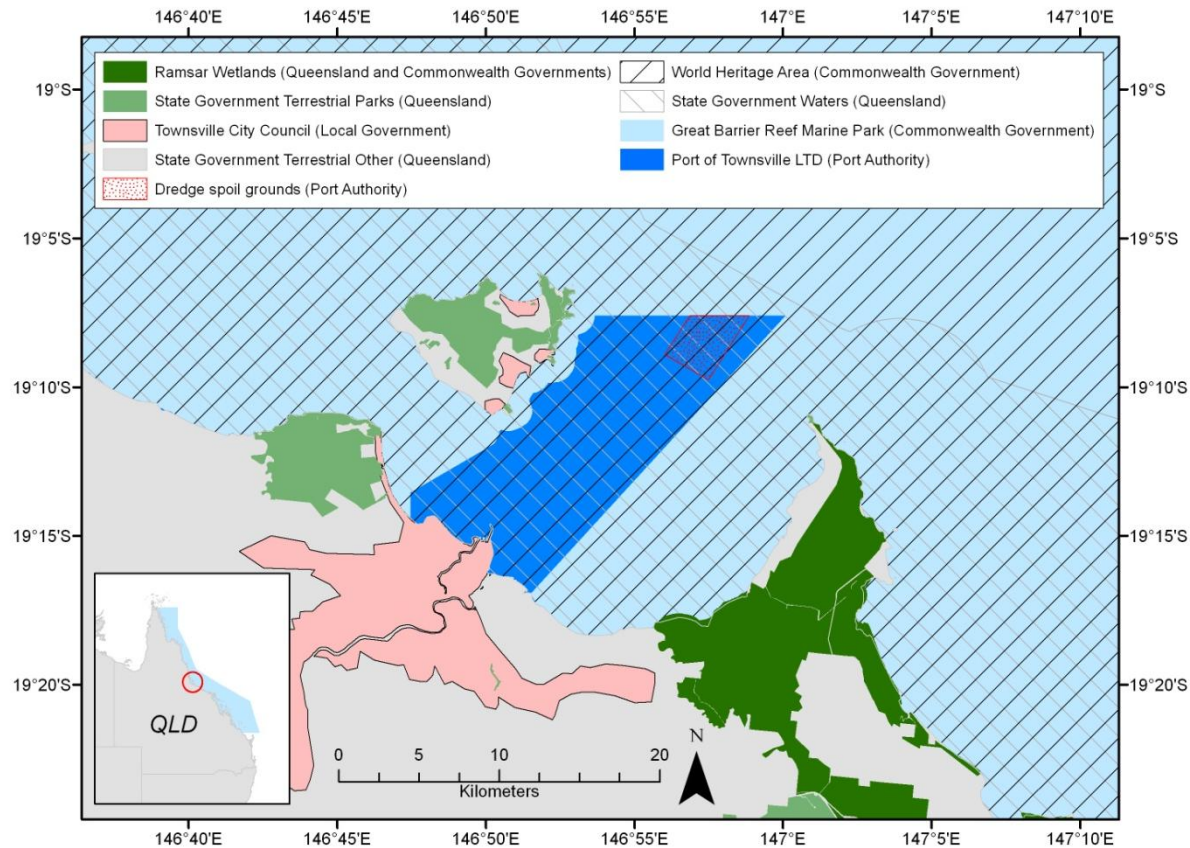 146°40'E 146°45'E 146°50'E 146°55'E 147°E 147°5'E 147°10'E
Ramsar Wetlands (Queensland and Commonwealth Governments)
World Heritage Area (Commonwealth Government)
19°S
19°S
State Government Terrestrial Parks (Queensland)
State Government Waters (Queensland)
Townsville City Council (Local Government)
Great Barrier Reef Marine Park (Commonwealth Government)
State Government Terrestrial Other (Queensland)
Port of Townsville LTD (Port Authority)
Dredge spoil grounds (Port Authority)
19°5'S
19°5'S
19°10'S
19°10'S
19°15'S
19°15'S
19°20'S
19°20'S
QLD
N
0 5 10 20
Kilometers
146°40'E 146°45'E 146°50'E 146°55'E 147°E 147°5'E 147°10'E